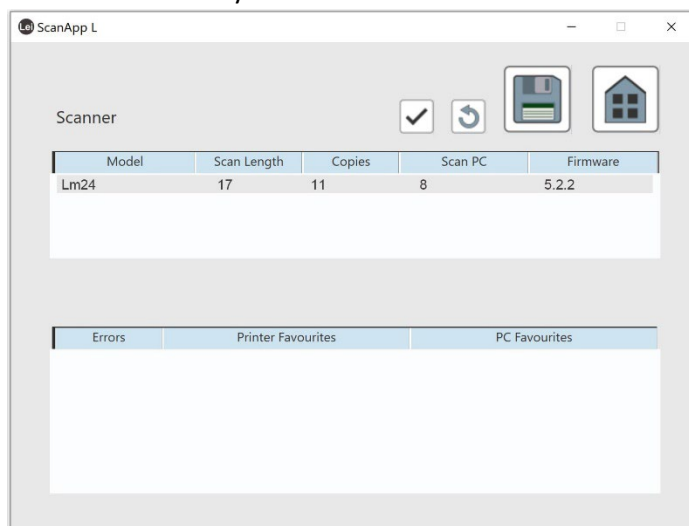 Lei ScanApp L
Scanner
Model Scan Length Copies Scan PC Firmware
Lm24 17 11 8 5.2.2
Errors Printer Favourites PC Favourites